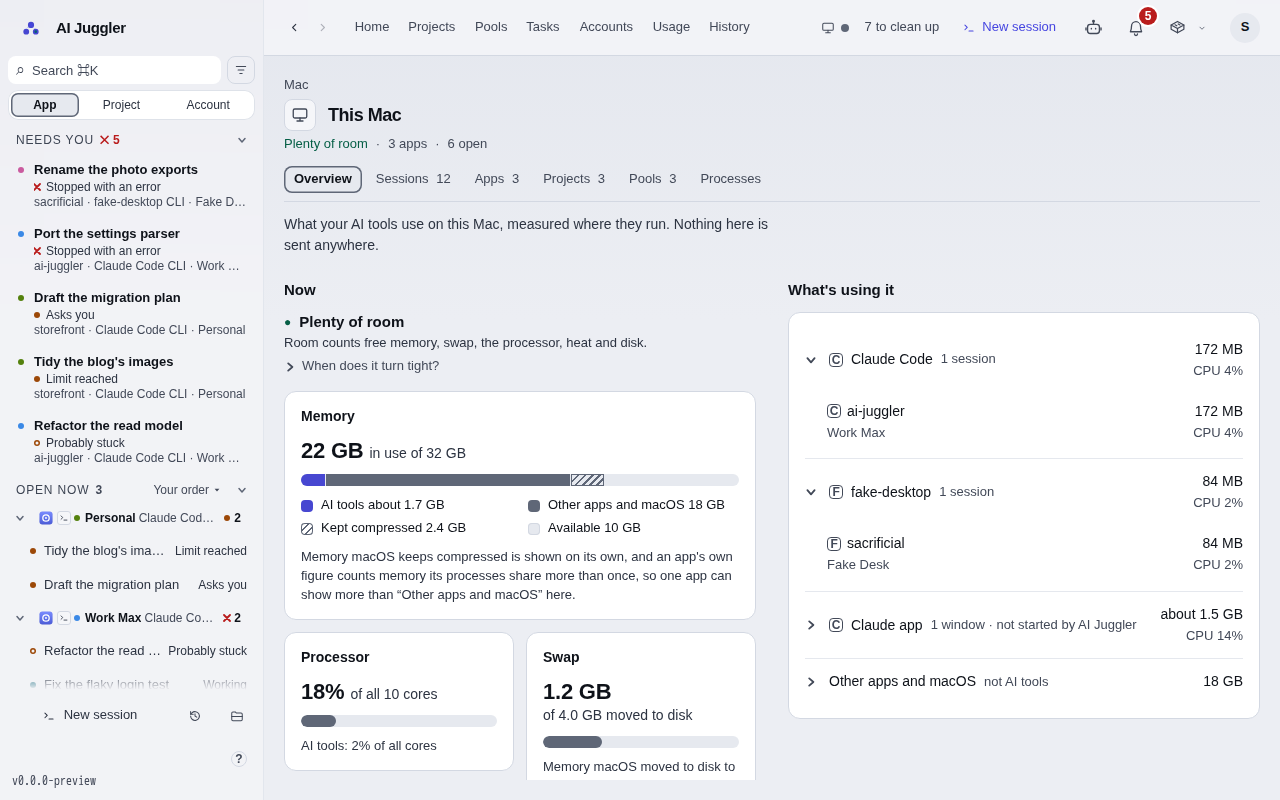 AI Juggler
Search ⌘K
App Project Account
NEEDS YOU 5
Rename the photo exports
Stopped with an error
sacrificial · fake-desktop CLI · Fake D…
Port the settings parser
Stopped with an error
ai-juggler · Claude Code CLI · Work …
Draft the migration plan
Asks you
storefront · Claude Code CLI · Personal
Tidy the blog's images
Limit reached
storefront · Claude Code CLI · Personal
Refactor the read model
Probably stuck
ai-juggler · Claude Code CLI · Work …
OPEN NOW 3 Your order
Personal Claude Cod… 2
Tidy the blog's ima… Limit reached
Draft the migration plan Asks you
Work Max Claude Co… 2
Refactor the read … Probably stuck
Fix the flaky login test Working
New session
?
v0.0.0-preview
Home Projects Pools Tasks Accounts Usage History
7 to clean up
New session
5
S
Mac
This Mac
Plenty of room · 3 apps · 6 open
Overview Sessions 12 Apps 3 Projects 3 Pools 3 Processes
What your AI tools use on this Mac, measured where they run. Nothing here is
sent anywhere.
Now
Plenty of room
Room counts free memory, swap, the processor, heat and disk.
When does it turn tight?
Memory
22 GB in use of 32 GB
AI tools about 1.7 GB
Other apps and macOS 18 GB
Kept compressed 2.4 GB
Available 10 GB
Memory macOS keeps compressed is shown on its own, and an app's own
figure counts memory its processes share more than once, so one app can
show more than “Other apps and macOS” here.
Processor
18% of all 10 cores
AI tools: 2% of all cores
Swap
1.2 GB
of 4.0 GB moved to disk
Memory macOS moved to disk to
What's using it
C Claude Code 1 session 172 MB
CPU 4%
C ai-juggler 172 MB
Work Max CPU 4%
F fake-desktop 1 session 84 MB
CPU 2%
F sacrificial 84 MB
Fake Desk CPU 2%
C Claude app 1 window · not started by AI Juggler about 1.5 GB
CPU 14%
Other apps and macOS not AI tools 18 GB